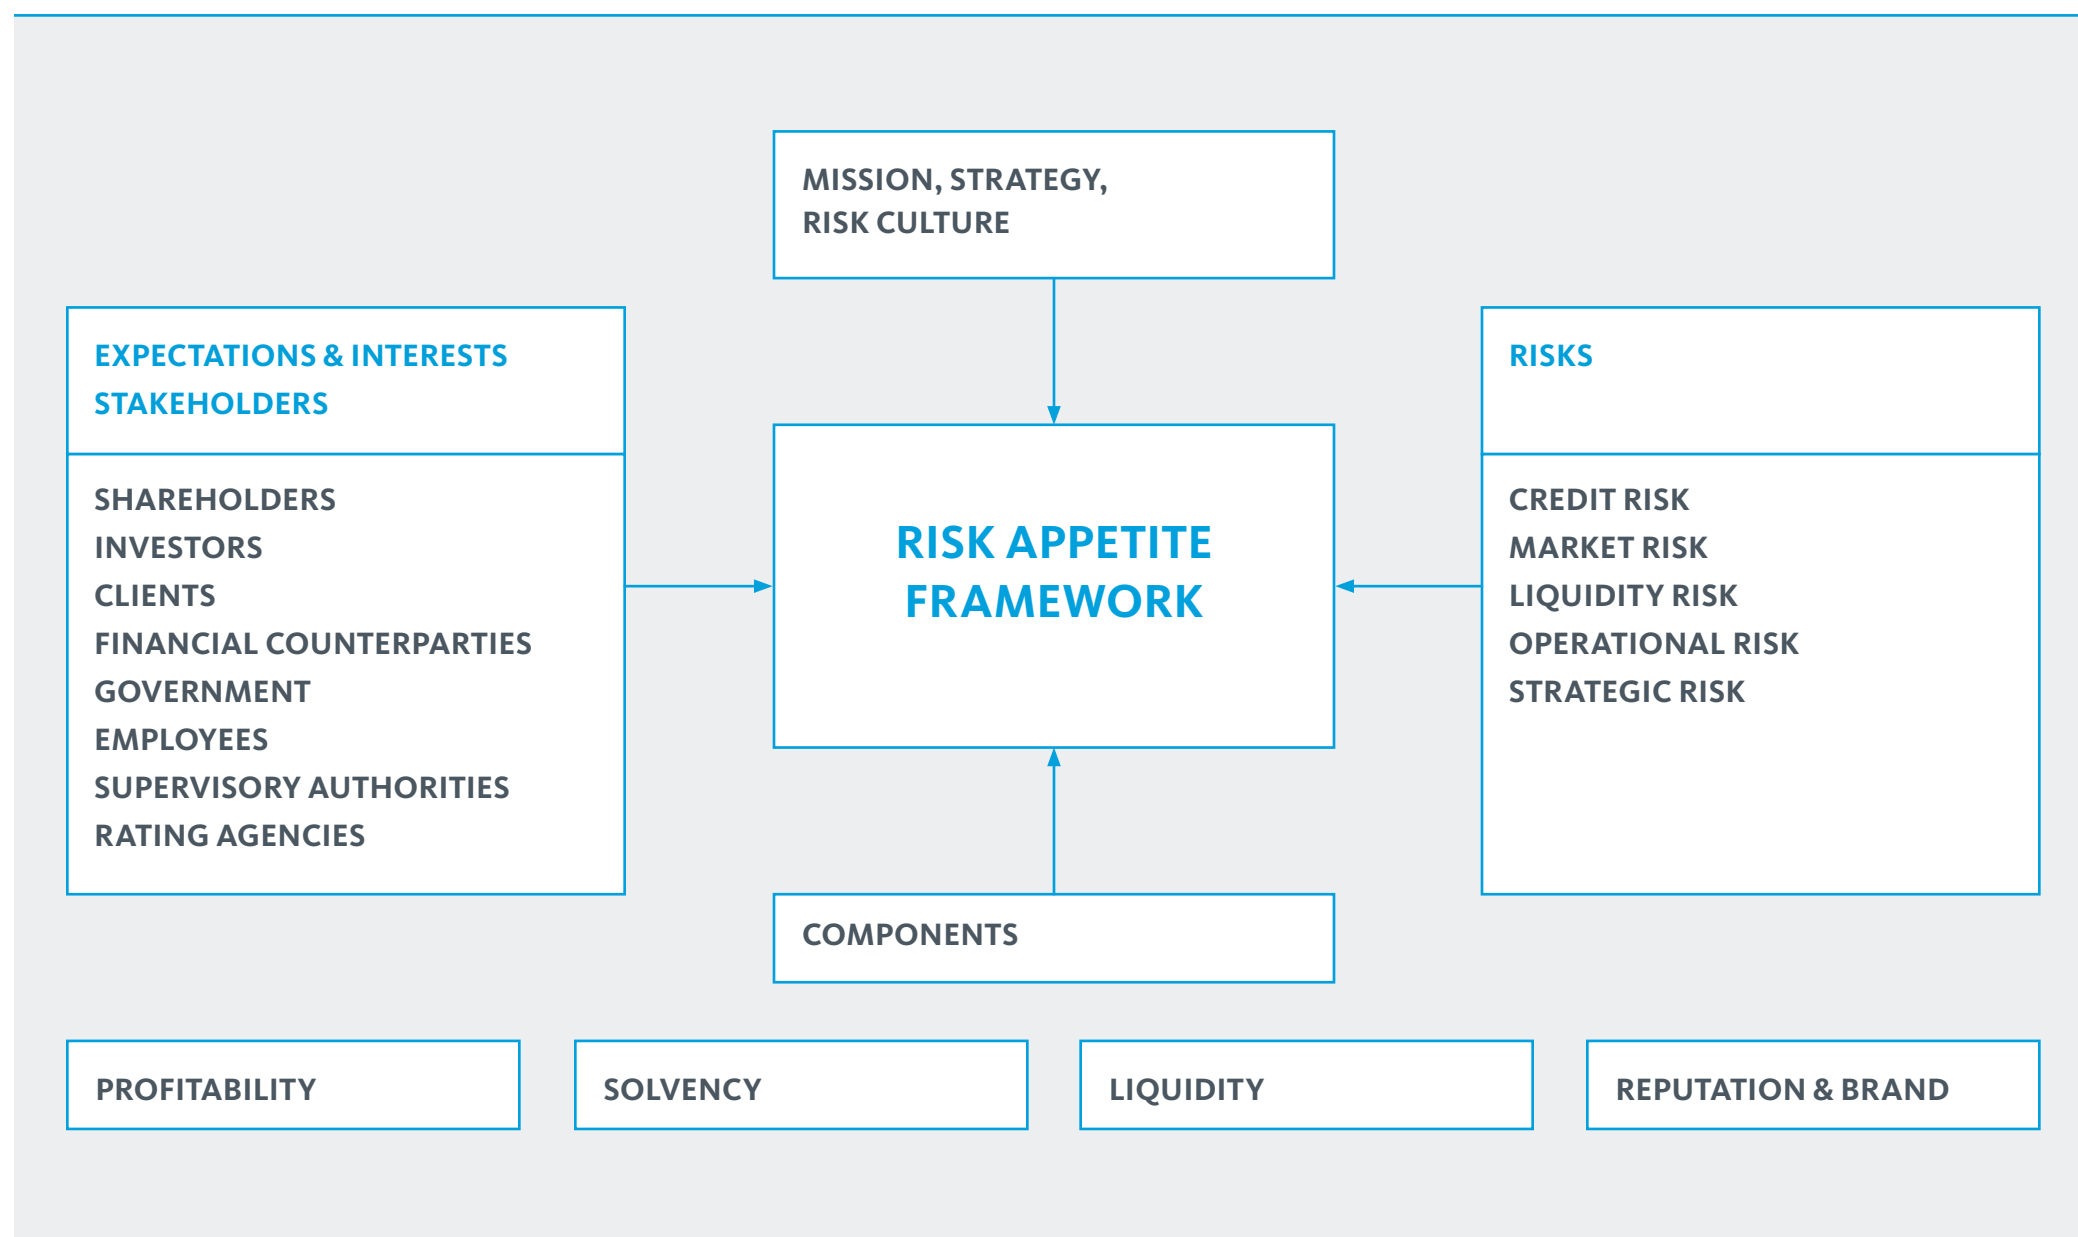 MISSION, STRATEGY,
RISK CULTURE
EXPECTATIONS & INTERESTS
STAKEHOLDERS
SHAREHOLDERS
INVESTORS
CLIENTS
FINANCIAL COUNTERPARTIES
GOVERNMENT
EMPLOYEES
SUPERVISORY AUTHORITIES
RATING AGENCIES
RISK APPETITE
FRAMEWORK
RISKS
CREDIT RISK
MARKET RISK
LIQUIDITY RISK
OPERATIONAL RISK
STRATEGIC RISK
COMPONENTS
PROFITABILITY
SOLVENCY
LIQUIDITY
REPUTATION & BRAND